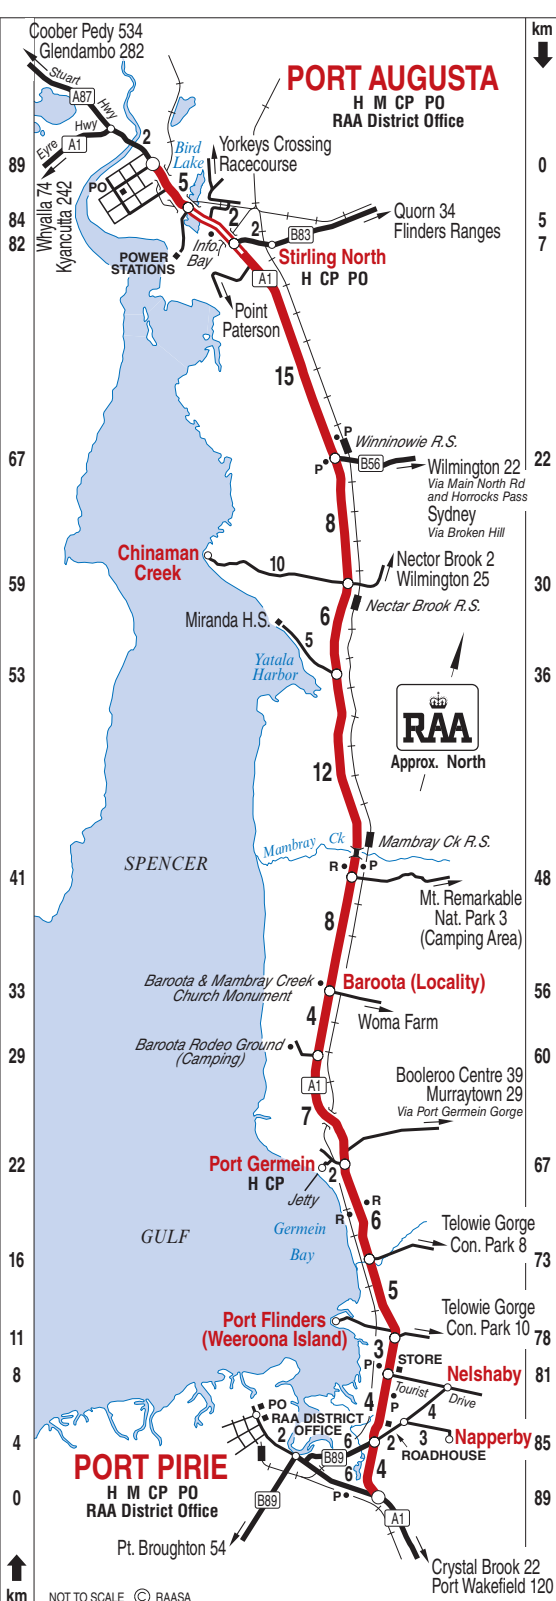 Coober Pedy 534
Glendambo 282
km
Stuart
Hwy
A87
PORT AUGUSTA
H M CP PO
RAA District Office
Eyre
Hwy
A1
2
Bird
Lake
Yorkeys Crossing
Racecourse
89
0
Whyalla 74
Kyancutta 242
PO
5
84
5
2
2
B83
Quorn 34
Flinders Ranges
82
7
POWER
STATIONS
Info
Bay
Stirling North
H CP PO
A1
Point
Paterson
15
P
Winninowie R.S.
67
P
B56
22
Wilmington 22
Via Main North Rd
and Horrocks Pass
Sydney
Via Broken Hill
8
Chinaman
Creek
10
Nector Brook 2
Wilmington 25
59
30
6
Nectar Brook R.S.
Miranda H.S.
5
Yatala
Harbor
53
36
RAA
Approx. North
12
Mambray Ck
Mambray Ck R.S.
SPENCER
R
P
41
48
Mt. Remarkable
Nat. Park 3
(Camping Area)
8
Baroota & Mambray Creek
Church Monument
Baroota (Locality)
33
56
4
Woma Farm
Baroota Rodeo Ground
(Camping)
29
60
A1
Booleroo Centre 39
Murraytown 29
Via Port Germein Gorge
7
Port Germein
H CP
22
67
2
Jetty
R
R
6
GULF
Germein
Bay
Telowie Gorge
Con. Park 8
16
73
5
Port Flinders
(Weeroona Island)
Telowie Gorge
Con. Park 10
11
78
3
STORE
P
8
81
Nelshaby
Tourist
Drive
P
4
4
PO
RAA DISTRICT
OFFICE
2
6
4
2
3
Napperby
85
ROADHOUSE
B89
6
PORT PIRIE
H M CP PO
RAA District Office
4
0
P
89
B89
A1
Pt. Broughton 54
Crystal Brook 22
Port Wakefield 120
km
NOT TO SCALE © RAASA